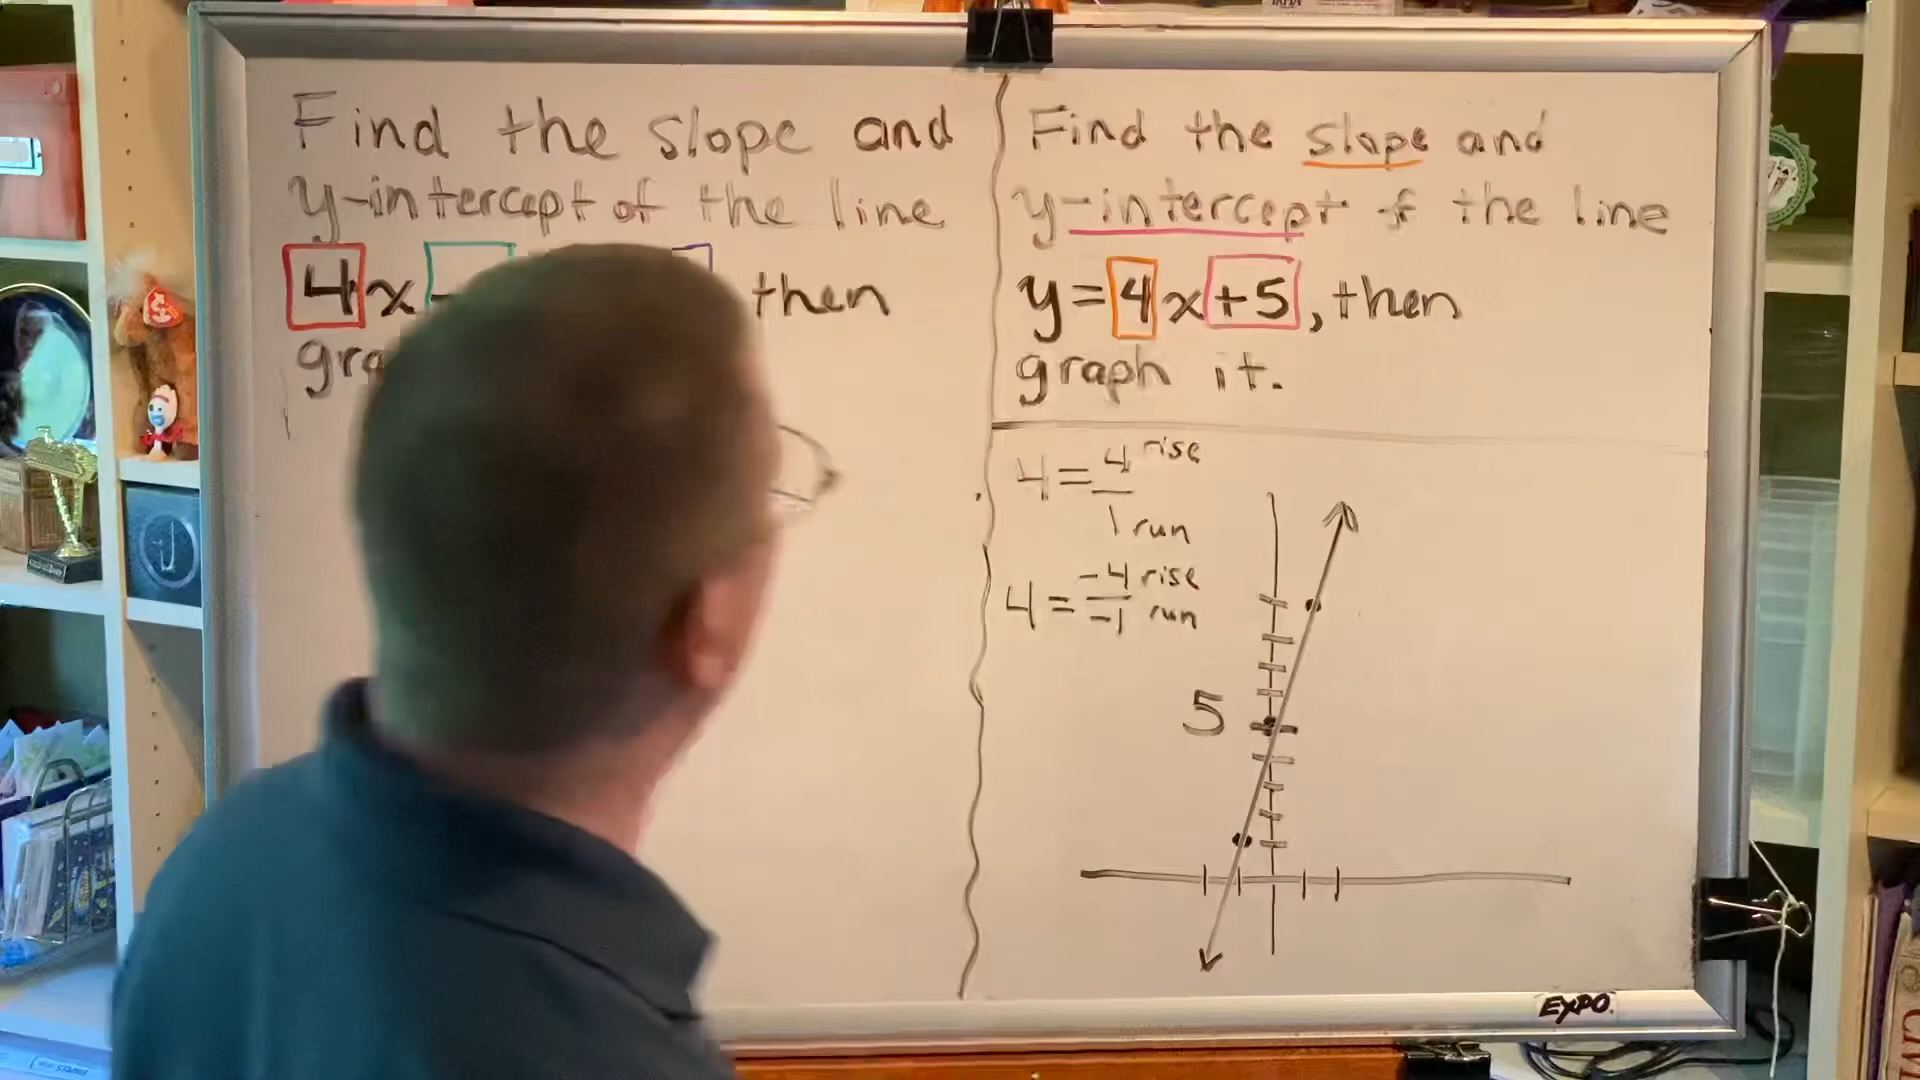 Find the slope and
y-intercept of the line
4x then
Find the slope and
y-intercept of the line
y=4x+5, then
graph it.
4=4 rise
1 run
4=-4 rise
-1 run
5
EXPO